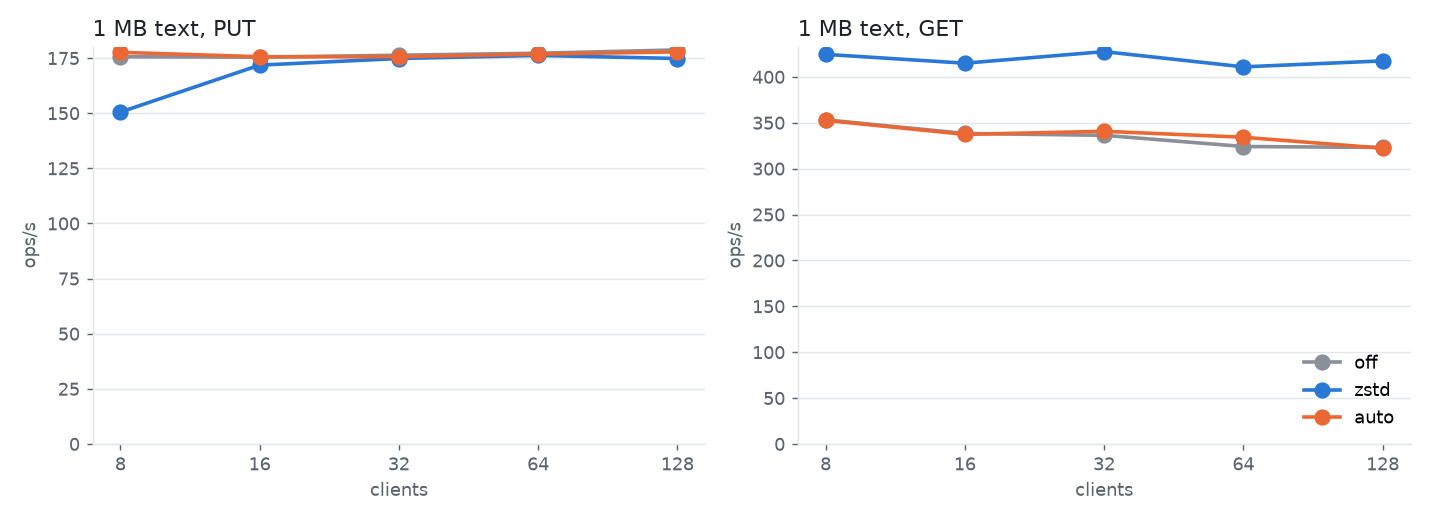 1 MB text, PUT
175
150
125
100
75
50
25
0
ops/s
8 16 32 64 128
clients
1 MB text, GET
400
350
300
250
200
150
100
50
0
ops/s
8 16 32 64 128
clients
off
zstd
auto